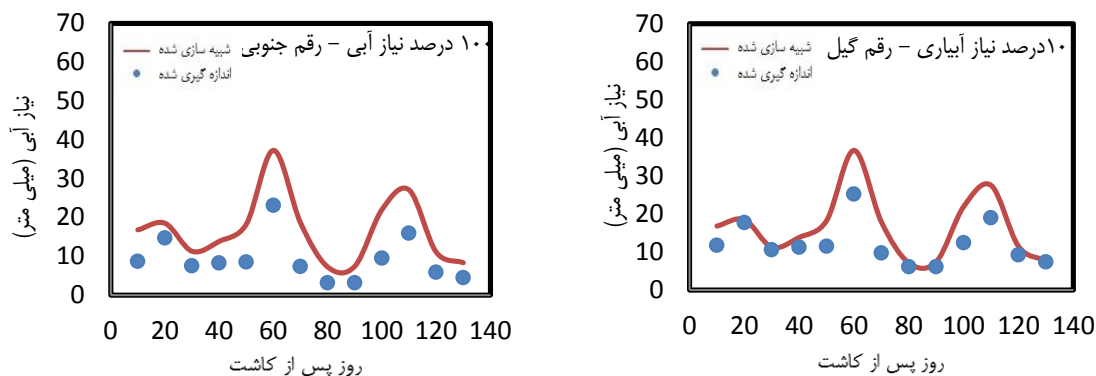 ۱۰۰ درصد نیاز آبی – رقم جنوبی
شبیه سازی شده
اندازه گیری شده
نیاز آبی (میلی متر)
70
60
50
40
30
20
10
0
0 20 40 60 80 100 120 140
روز پس از کاشت
۱۰درصد نیاز آبیاری – رقم گیل
شبیه سازی شده
اندازه گیری شده
نیاز آبی (میلی متر)
70
60
50
40
30
20
10
0
0 20 40 60 80 100 120 140
روز پس از کاشت